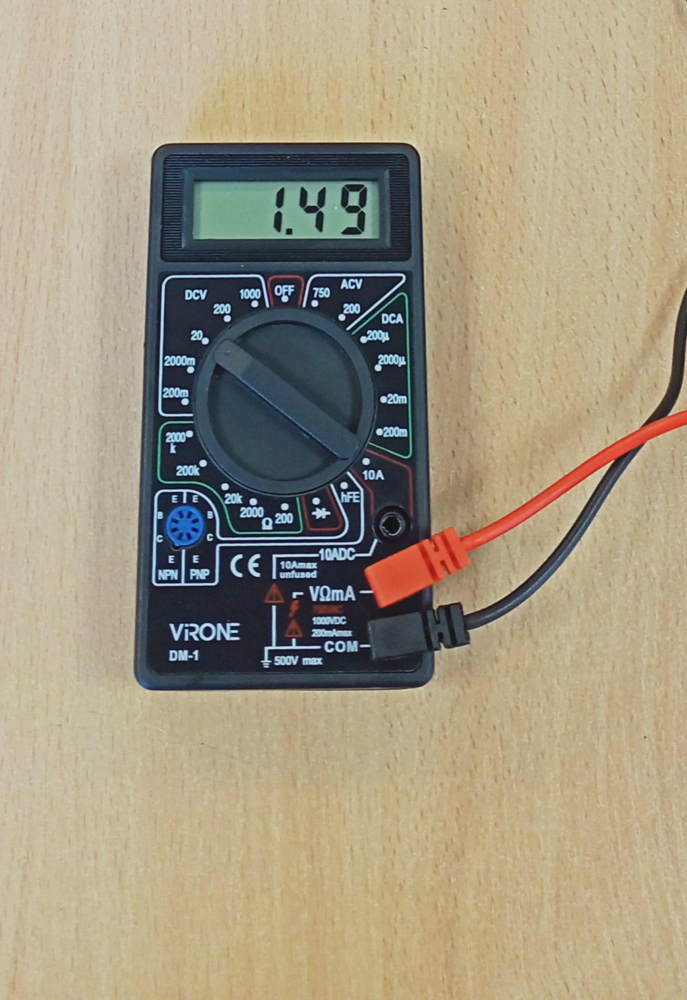 1.49
DCV
1000
OFF
750
ACV
200
200
DCA
20
200µ
2000m
2000µ
200m
20m
2000
k
200m
200k
10A
20k
hFE
2000
Ω
200
E
E
B
B
C
C
E
E
NPN
PNP
CE
10ADC
10Amax
unfused
VΩmA
750VAC
1000VDC
200mAmax
COM
500V max
ViRONE
DM-1